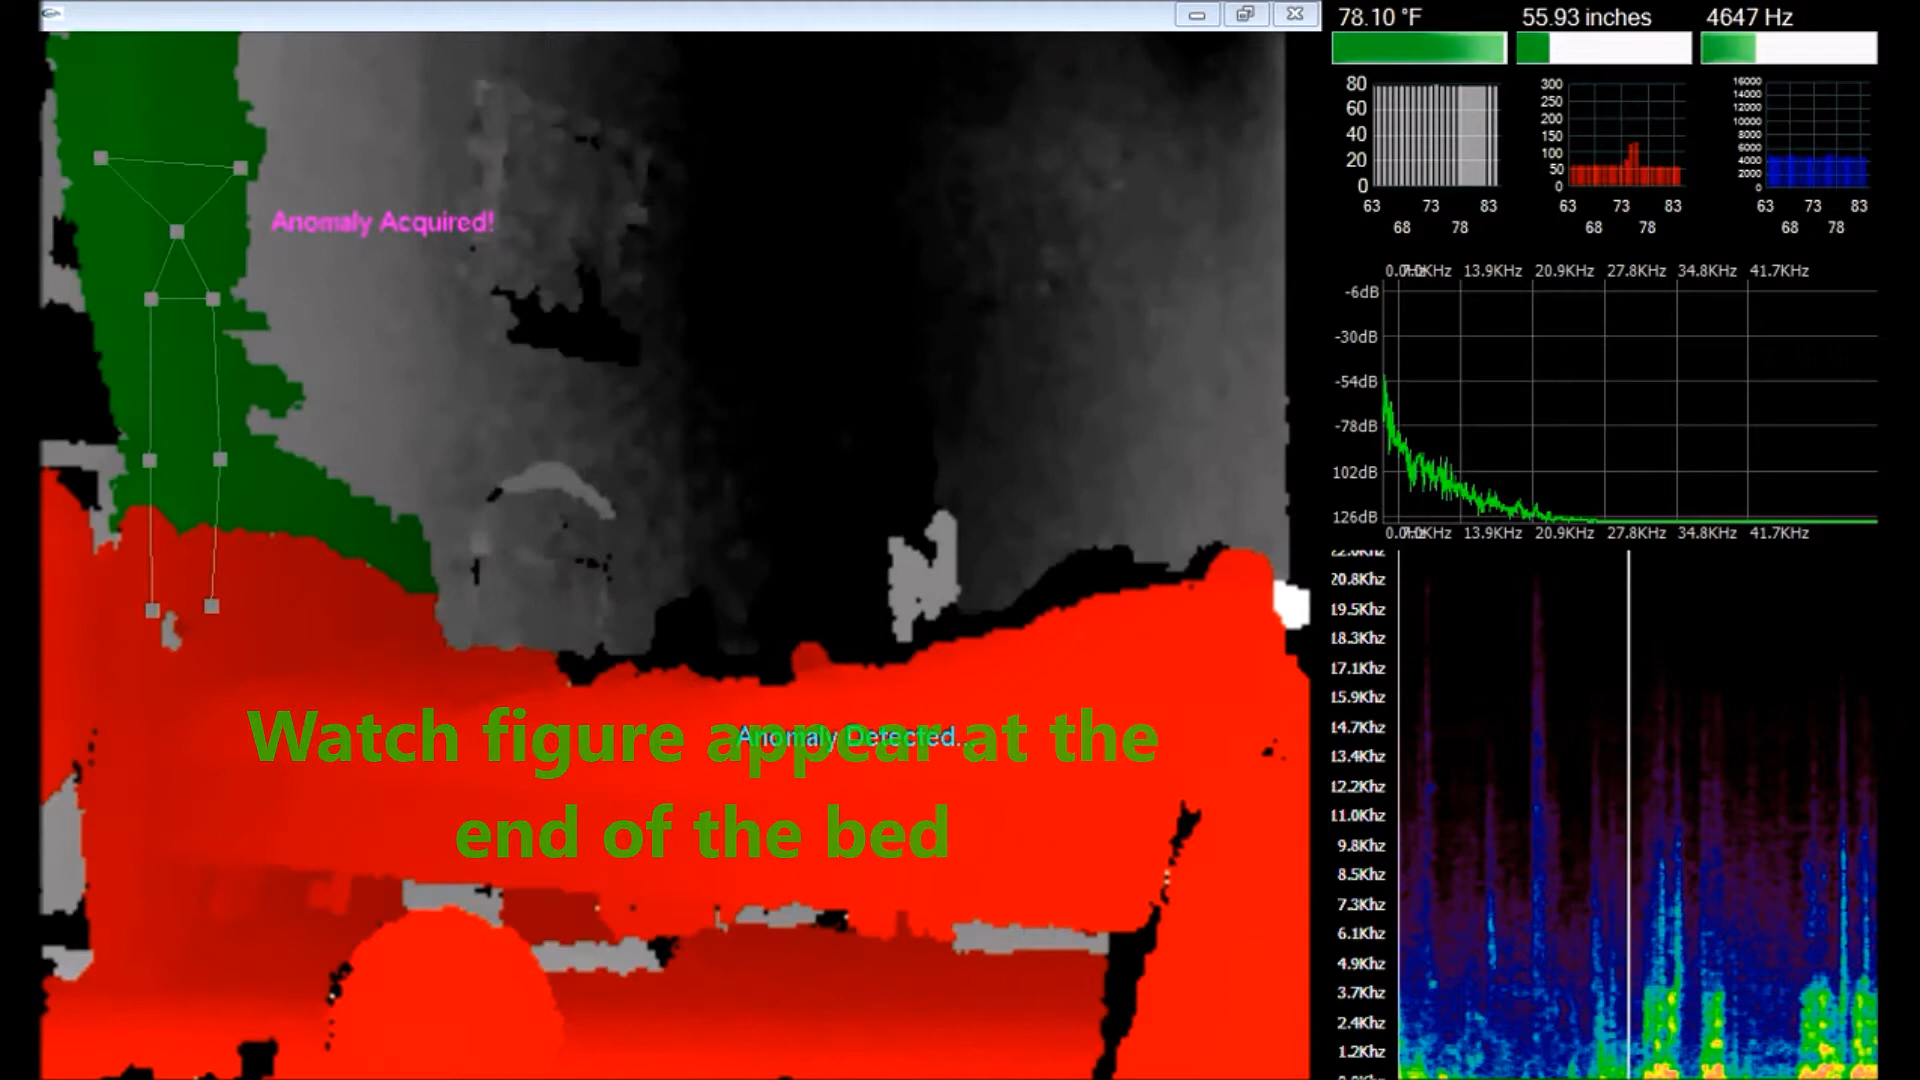 78.10 °F
55.93 inches
4647 Hz
80
60
40
20
0
63
73
83
68
78
300
250
200
150
100
50
0
63
73
83
68
78
16000
14000
12000
10000
8000
6000
4000
2000
0
63
73
83
68
78
Anomaly Acquired!
13.9KHz 20.9KHz 27.8KHz 34.8KHz 41.7KHz
-6dB
-30dB
-54dB
-78dB
102dB
126dB
13.9KHz 20.9KHz 27.8KHz 34.8KHz 41.7KHz
20.8Khz
19.5Khz
18.3Khz
17.1Khz
15.9Khz
14.7Khz
13.4Khz
12.2Khz
11.0Khz
9.8Khz
8.5Khz
7.3Khz
6.1Khz
4.9Khz
3.7Khz
2.4Khz
1.2Khz
Anomaly Detected...
Watch figure appear at the
end of the bed